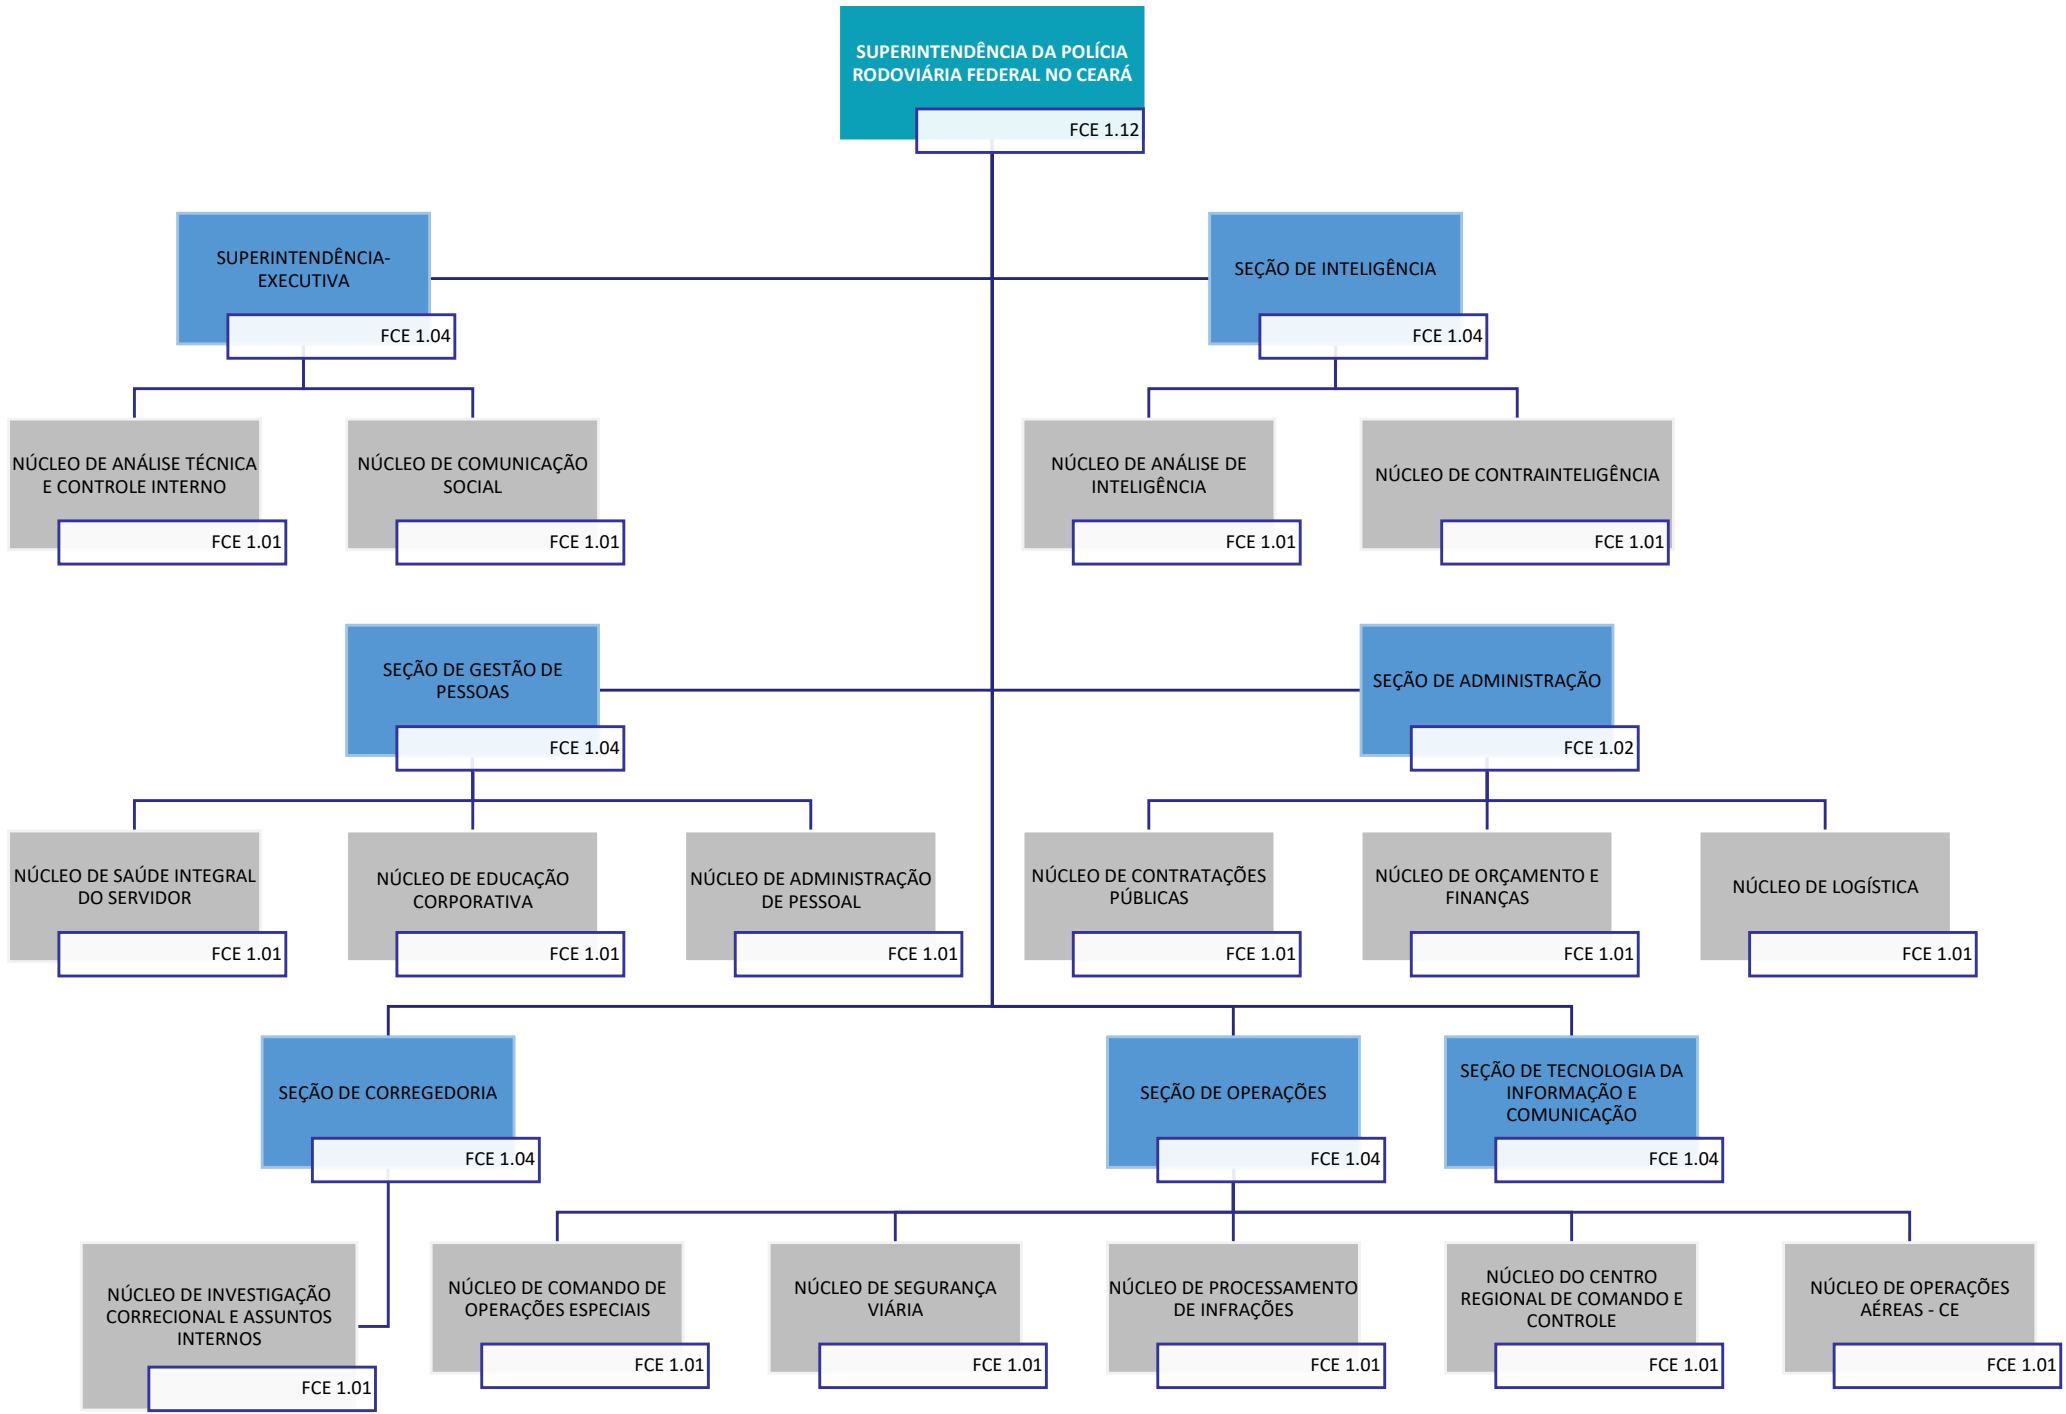 SUPERINTENDÊNCIA DA POLÍCIA
RODOVIÁRIA FEDERAL NO CEARÁ
FCE 1.12
SUPERINTENDÊNCIA-
EXECUTIVA
FCE 1.04
SEÇÃO DE INTELIGÊNCIA
FCE 1.04
NÚCLEO DE ANÁLISE TÉCNICA
E CONTROLE INTERNO
FCE 1.01
NÚCLEO DE COMUNICAÇÃO
SOCIAL
FCE 1.01
NÚCLEO DE ANÁLISE DE
INTELIGÊNCIA
FCE 1.01
NÚCLEO DE CONTRAINTELIGÊNCIA
FCE 1.01
SEÇÃO DE GESTÃO DE
PESSOAS
FCE 1.04
SEÇÃO DE ADMINISTRAÇÃO
FCE 1.02
NÚCLEO DE SAÚDE INTEGRAL
DO SERVIDOR
FCE 1.01
NÚCLEO DE EDUCAÇÃO
CORPORATIVA
FCE 1.01
NÚCLEO DE ADMINISTRAÇÃO
DE PESSOAL
FCE 1.01
NÚCLEO DE CONTRATAÇÕES
PÚBLICAS
FCE 1.01
NÚCLEO DE ORÇAMENTO E
FINANÇAS
FCE 1.01
NÚCLEO DE LOGÍSTICA
FCE 1.01
SEÇÃO DE CORREGEDORIA
FCE 1.04
SEÇÃO DE OPERAÇÕES
FCE 1.04
SEÇÃO DE TECNOLOGIA DA
INFORMAÇÃO E
COMUNICAÇÃO
FCE 1.04
NÚCLEO DE INVESTIGAÇÃO
CORRECIONAL E ASSUNTOS
INTERNOS
FCE 1.01
NÚCLEO DE COMANDO DE
OPERAÇÕES ESPECIAIS
FCE 1.01
NÚCLEO DE SEGURANÇA
VIÁRIA
FCE 1.01
NÚCLEO DE PROCESSAMENTO
DE INFRAÇÕES
FCE 1.01
NÚCLEO DO CENTRO
REGIONAL DE COMANDO E
CONTROLE
FCE 1.01
NÚCLEO DE OPERAÇÕES
AÉREAS - CE
FCE 1.01